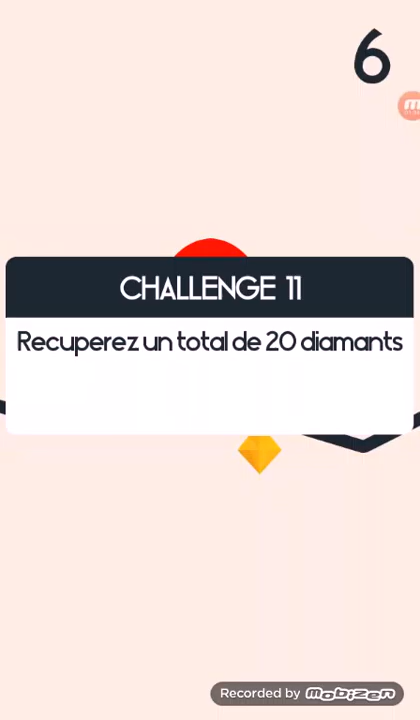 6
CHALLENGE 11
Recuperez un total de 20 diamants
Recorded by MOBIZEN